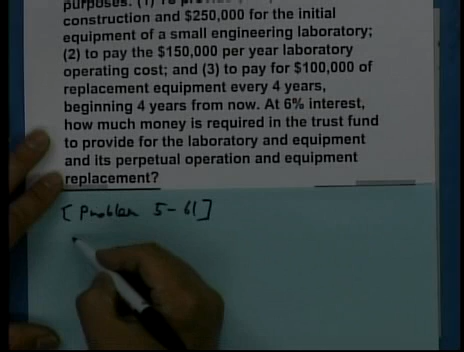 purposes. (1) To
construction and $250,000 for the initial
equipment of a small engineering laboratory;
(2) to pay the $150,000 per year laboratory
operating cost; and (3) to pay for $100,000 of
replacement equipment every 4 years,
beginning 4 years from now. At 6% interest,
how much money is required in the trust fund
to provide for the laboratory and equipment
and its perpetual operation and equipment
replacement?
[Problem 5-61]